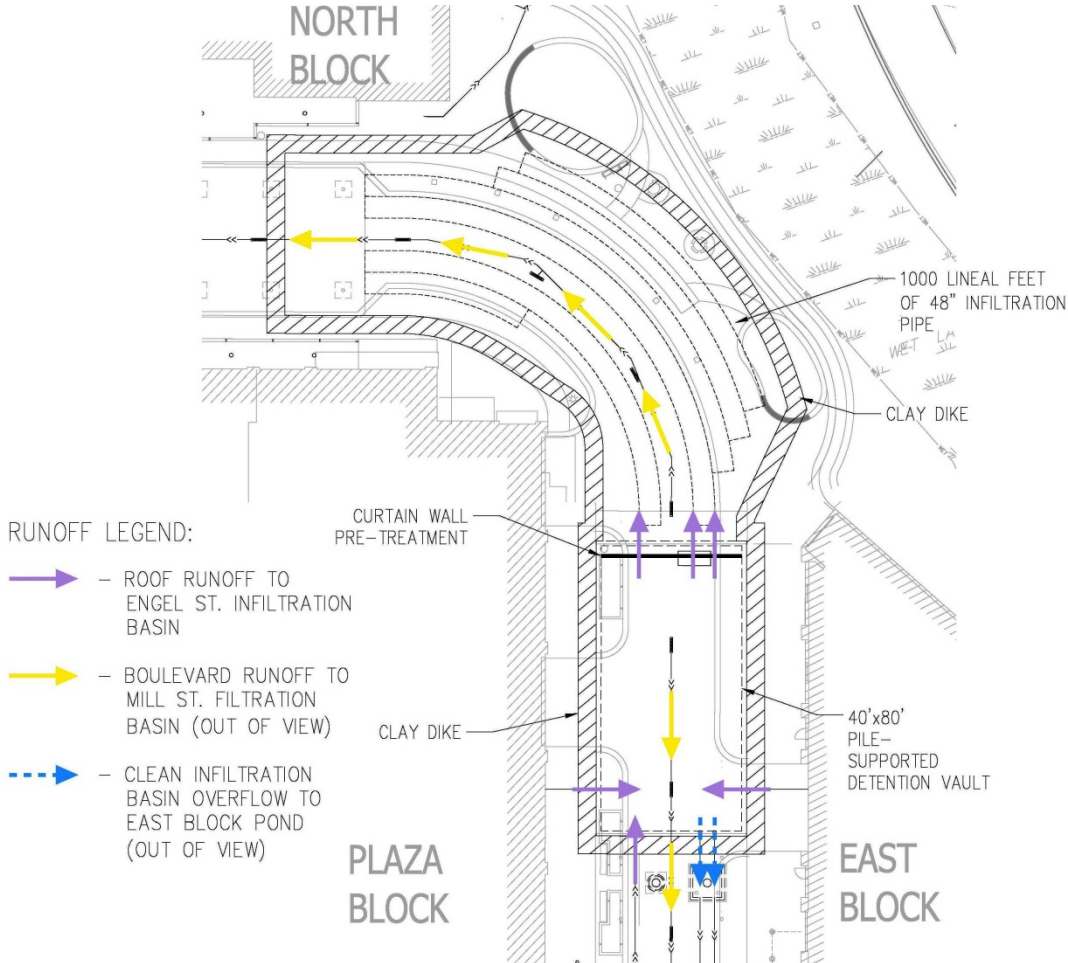 NORTH
BLOCK
1000 LINEAL FEET
OF 48" INFILTRATION
PIPE
WET LA
CLAY DIKE
CURTAIN WALL
PRE-TREATMENT
RUNOFF LEGEND:
– ROOF RUNOFF TO
ENGEL ST. INFILTRATION
BASIN
– BOULEVARD RUNOFF TO
MILL ST. FILTRATION
BASIN (OUT OF VIEW)
– CLEAN INFILTRATION
BASIN OVERFLOW TO
EAST BLOCK POND
(OUT OF VIEW)
CLAY DIKE
40'x80'
PILE-
SUPPORTED
DETENTION VAULT
PLAZA
BLOCK
EAST
BLOCK